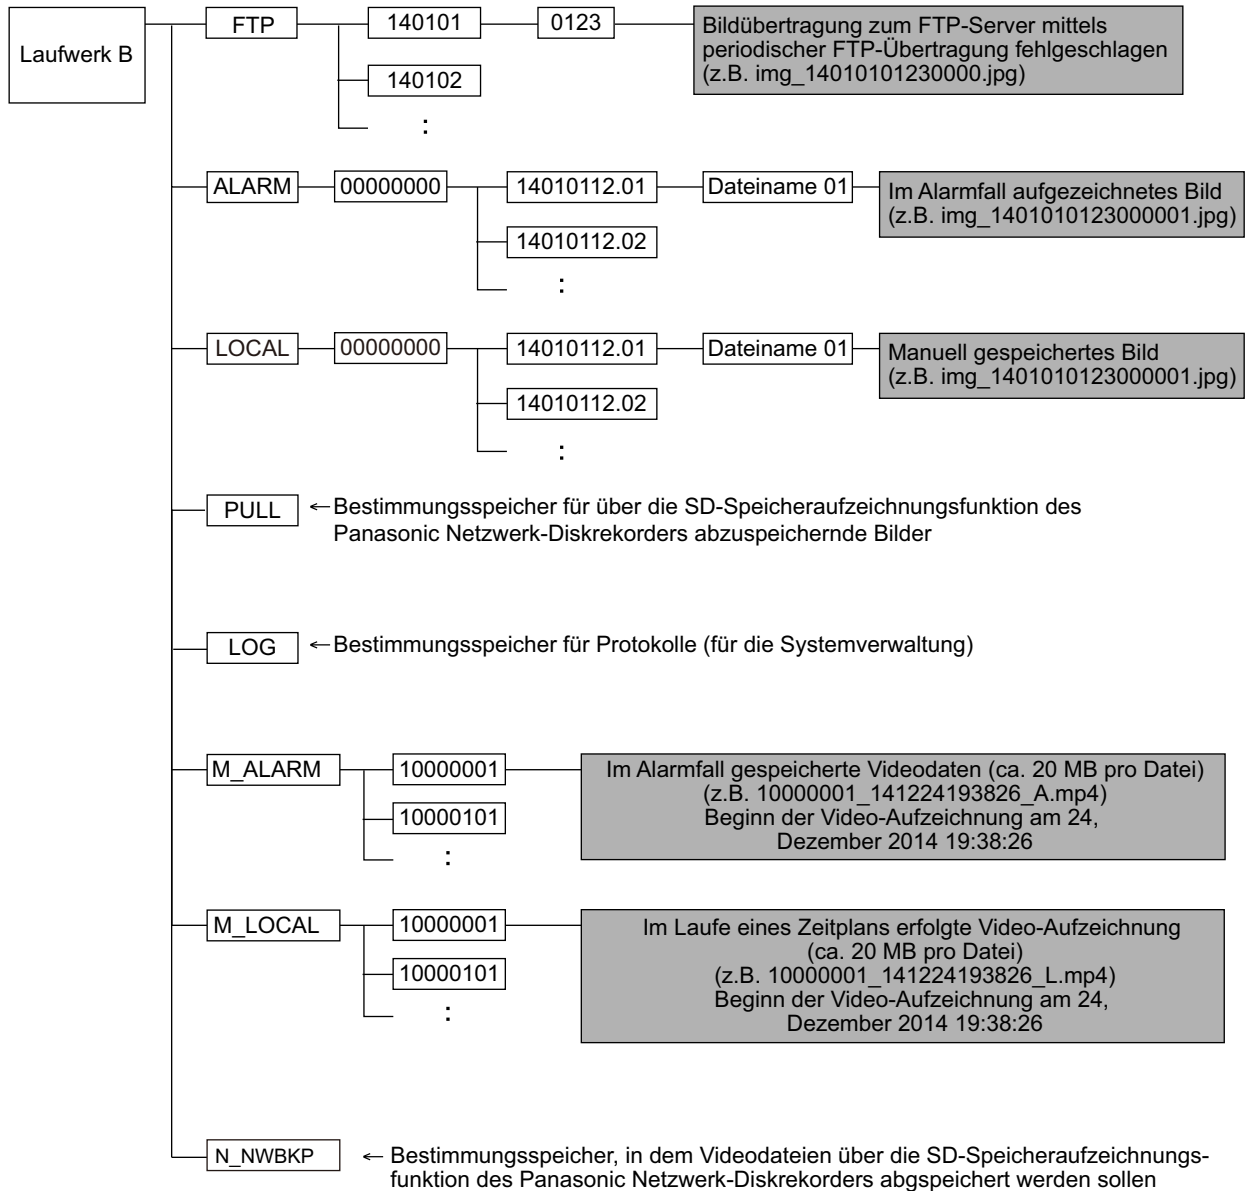 Laufwerk B
FTP
140101
0123
Bildübertragung zum FTP-Server mittels
periodischer FTP-Übertragung fehlgeschlagen
(z.B. img_14010101230000.jpg)
140102
:
ALARM
00000000
14010112.01
Dateiname 01
Im Alarmfall aufgezeichnetes Bild
(z.B. img_1401010123000001.jpg)
14010112.02
:
LOCAL
00000000
14010112.01
Dateiname 01
Manuell gespeichertes Bild
(z.B. img_1401010123000001.jpg)
14010112.02
:
PULL
←Bestimmungsspeicher für über die SD-Speicheraufzeichnungsfunktion des
Panasonic Netzwerk-Diskrekorders abzuspeichernde Bilder
LOG
←Bestimmungsspeicher für Protokolle (für die Systemverwaltung)
M_ALARM
10000001
Im Alarmfall gespeicherte Videodaten (ca. 20 MB pro Datei)
(z.B. 10000001_141224193826_A.mp4)
Beginn der Video-Aufzeichnung am 24,
Dezember 2014 19:38:26
10000101
:
M_LOCAL
10000001
Im Laufe eines Zeitplans erfolgte Video-Aufzeichnung
(ca. 20 MB pro Datei)
(z.B. 10000001_141224193826_L.mp4)
Beginn der Video-Aufzeichnung am 24,
Dezember 2014 19:38:26
10000101
:
N_NWBKP
← Bestimmungsspeicher, in dem Videodateien über die SD-Speicheraufzeichnungs-
funktion des Panasonic Netzwerk-Diskrekorders abgspeichert werden sollen